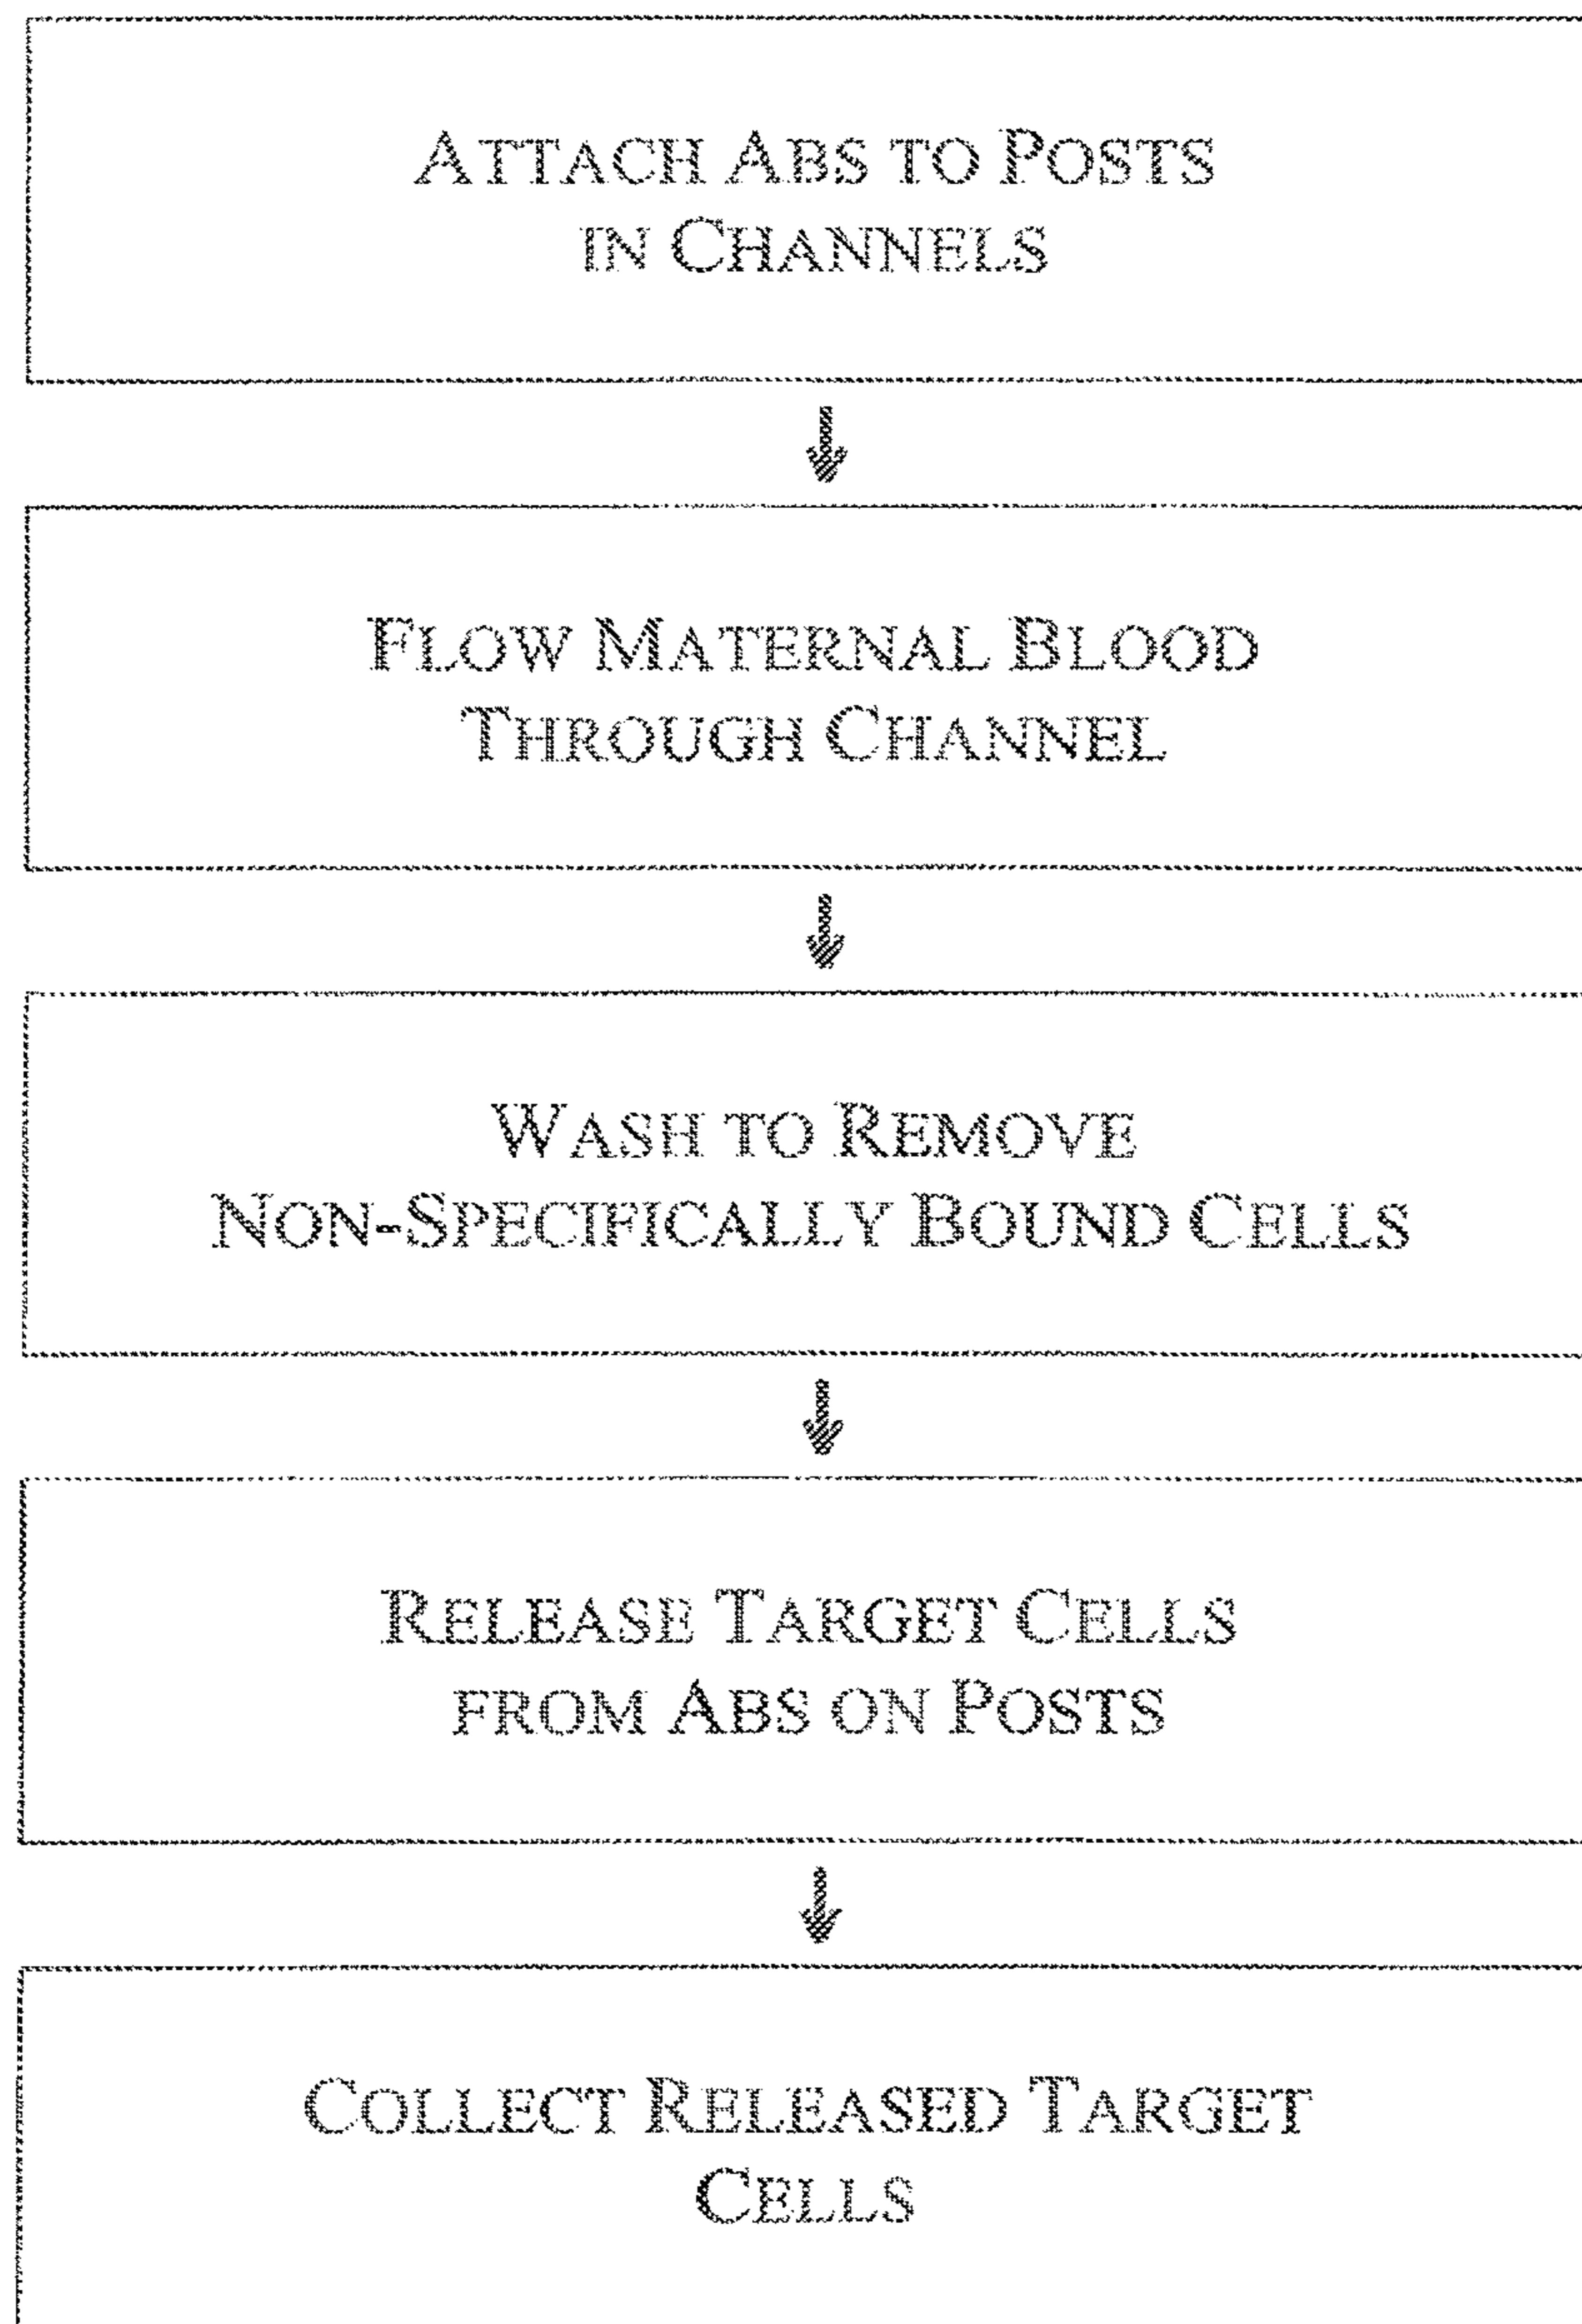 ATTACH ABS TO POSTS
IN CHANNELS
FLOW MATERNAL BLOOD
THROUGH CHANNEL
WASH TO REMOVE
NON-SPECIFICALLY BOUND CELLS
RELEASE TARGET CELLS
FROM ABS ON POSTS
COLLECT RELEASED TARGET
CELLS